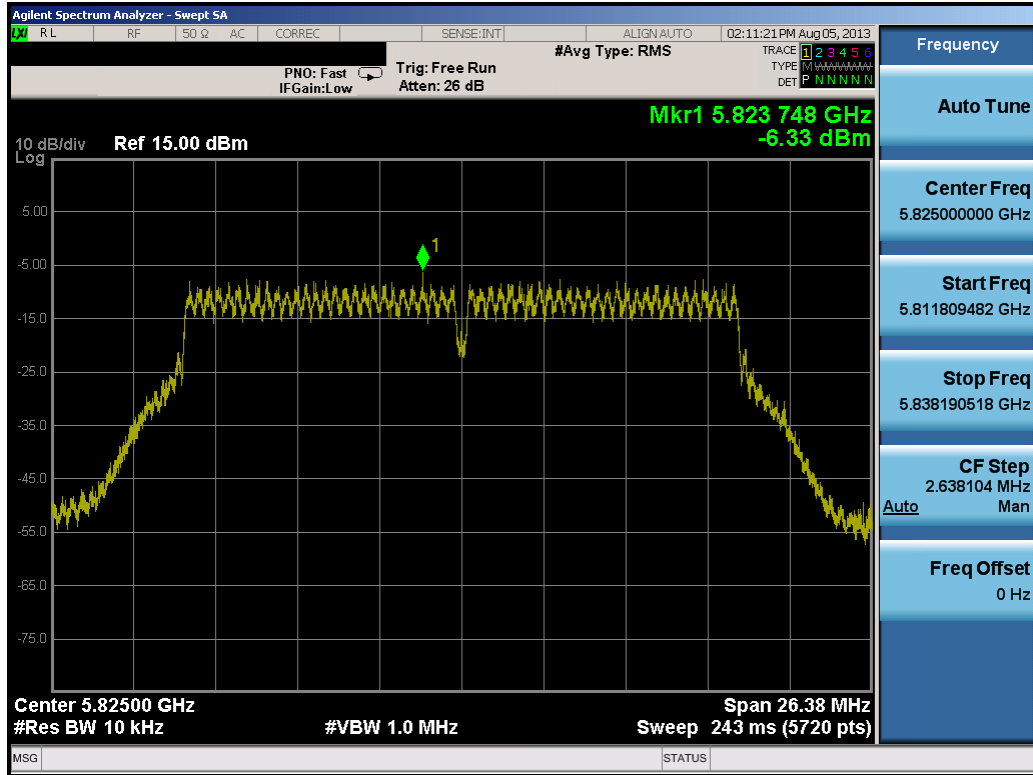 Agilent Spectrum Analyzer - Swept SA
LXI RL RF 50 Ω AC CORREC SENSE:INT ALIGN AUTO 02:11:21 PM Aug 05, 2013
#Avg Type: RMS
TRACE 1 2 3 4 5 6
TYPE M W W W W W
DET P N N N N N
PNO: Fast
IFGain:Low
Trig: Free Run
Atten: 26 dB
Mkr1 5.823 748 GHz
-6.33 dBm
10 dB/div Ref 15.00 dBm
Log
5.00
1
-5.00
-15.0
-25.0
-35.0
-45.0
-55.0
-65.0
-75.0
Center 5.82500 GHz Span 26.38 MHz
#Res BW 10 kHz #VBW 1.0 MHz Sweep 243 ms (5720 pts)
MSG STATUS
Frequency
Auto Tune
Center Freq
5.825000000 GHz
Start Freq
5.811809482 GHz
Stop Freq
5.838190518 GHz
CF Step
2.638104 MHz
Auto Man
Freq Offset
0 Hz